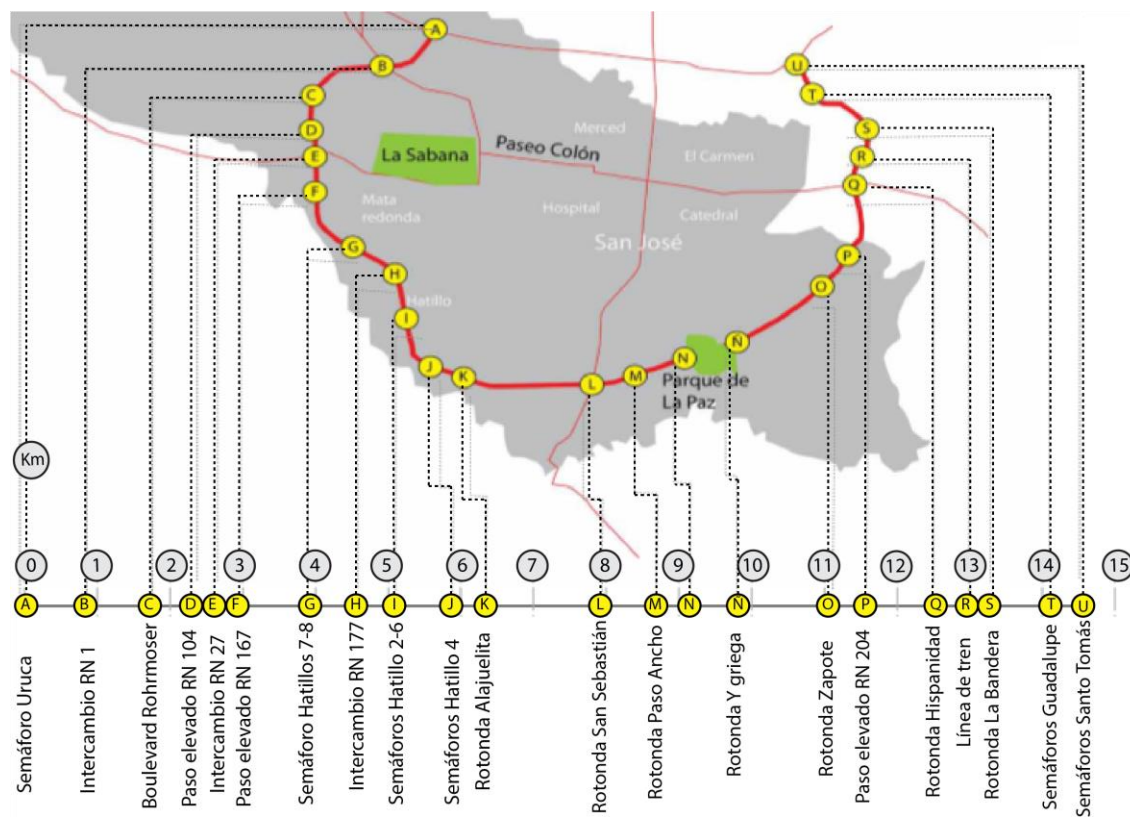 A
B
U
C
T
D
Merced
S
La Sabana
Paseo Colón
El Carmen
E
R
F
Mata
redonda
Hospital
Catedral
Q
San José
G
P
H
O
Hatillo
I
Ñ
N
J
K
M
L
Parque de
La Paz
Km
0 1 2 3 4 5 6 7 8 9 10 11 12 13 14 15
A B C D E F G H I J K L M N Ñ O P Q R S T U
Semáforo Uruca
Intercambio RN 1
Boulevard Rohrmoser
Paso elevado RN 104
Intercambio RN 27
Paso elevado RN 167
Semáforo Hatillos 7-8
Intercambio RN 177
Semáforos Hatillo 2-6
Semáforos Hatillo 4
Rotonda Alajuelita
Rotonda San Sebastián
Rotonda Paso Ancho
Rotonda Y griega
Rotonda Zapote
Paso elevado RN 204
Rotonda Hispanidad
Línea de tren
Rotonda La Bandera
Semáforos Guadalupe
Semáforos Santo Tomás